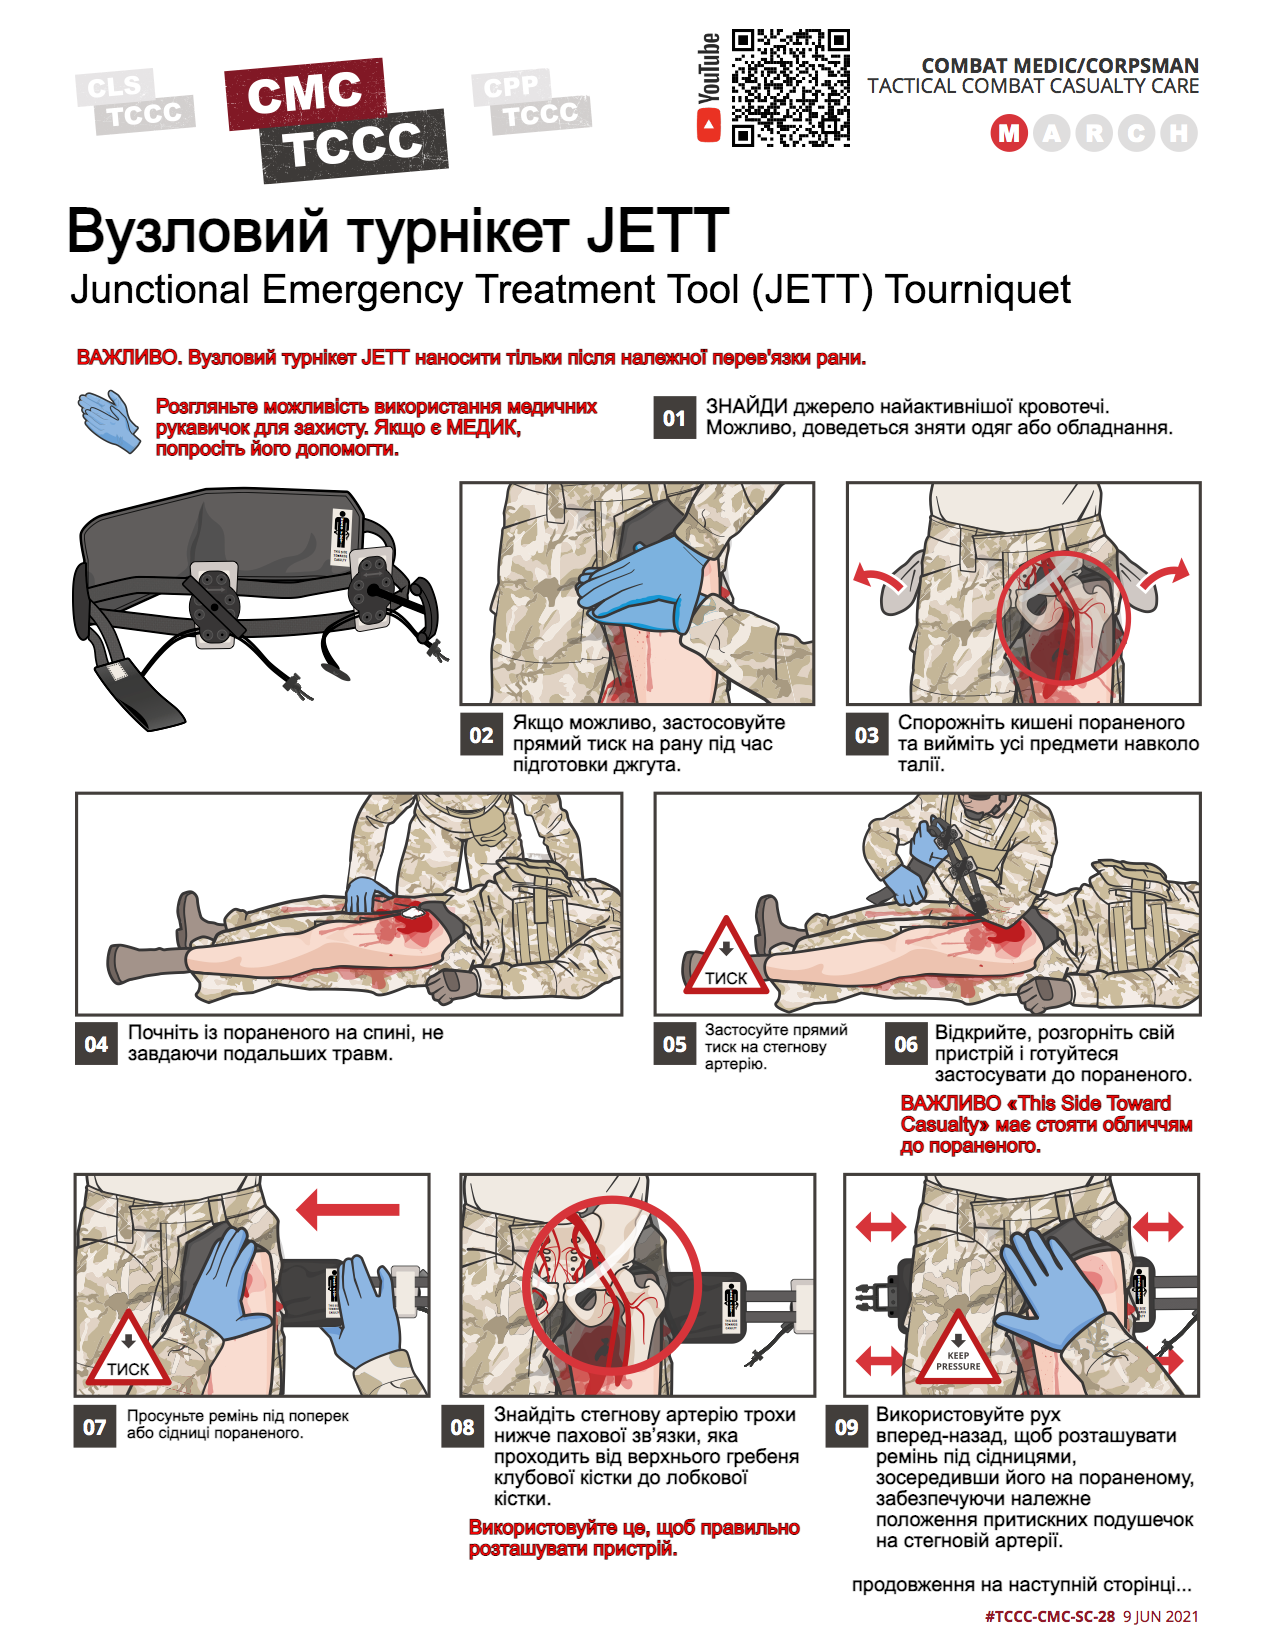 CLS
TCCC
CMC
TCCC
CPP
TCCC
YouTube
COMBAT MEDIC/CORPSMAN
TACTICAL COMBAT CASUALTY CARE
M A R C H
Вузловий турнікет JETT
Junctional Emergency Treatment Tool (JETT) Tourniquet
ВАЖЛИВО. Вузловий турнікет JETT наносити тільки після належної перев'язки рани.
Розгляньте можливість використання медичних
рукавичок для захисту. Якщо є МЕДИК,
попросіть його допомогти.
01 ЗНАЙДИ джерело найактивнішої кровотечі.
Можливо, доведеться зняти одяг або обладнання.
THIS SIDE
TOWARDS
CASUALTY
02 Якщо можливо, застосовуйте
прямий тиск на рану під час
підготовки джгута.
03 Спорожніть кишені пораненого
та вийміть усі предмети навколо
талії.
04 Почніть із пораненого на спині, не
завдаючи подальших травм.
ТИСК
05 Застосуйте прямий
тиск на стегнову
артерію.
06 Відкрийте, розгорніть свій
пристрій і готуйтеся
застосувати до пораненого.
ВАЖЛИВО «This Side Toward
Casualty» має стояти обличчям
до пораненого.
ТИСК
07 Просуньте ремінь під поперек
або сідниці пораненого.
THIS SIDE
TOWARDS
CASUALTY
08 Знайдіть стегнову артерію трохи
нижче пахової зв’язки, яка
проходить від верхнього гребеня
клубової кістки до лобкової
кістки.
Використовуйте це, щоб правильно
розташувати пристрій.
KEEP
PRESSURE
09 Використовуйте рух
вперед-назад, щоб розташувати
ремінь під сідницями,
зосередивши його на пораненому,
забезпечуючи належне
положення притискних подушечок
на стегновій артерії.
продовження на наступній сторінці...
#TCCC-CMC-SC-28 9 JUN 2021